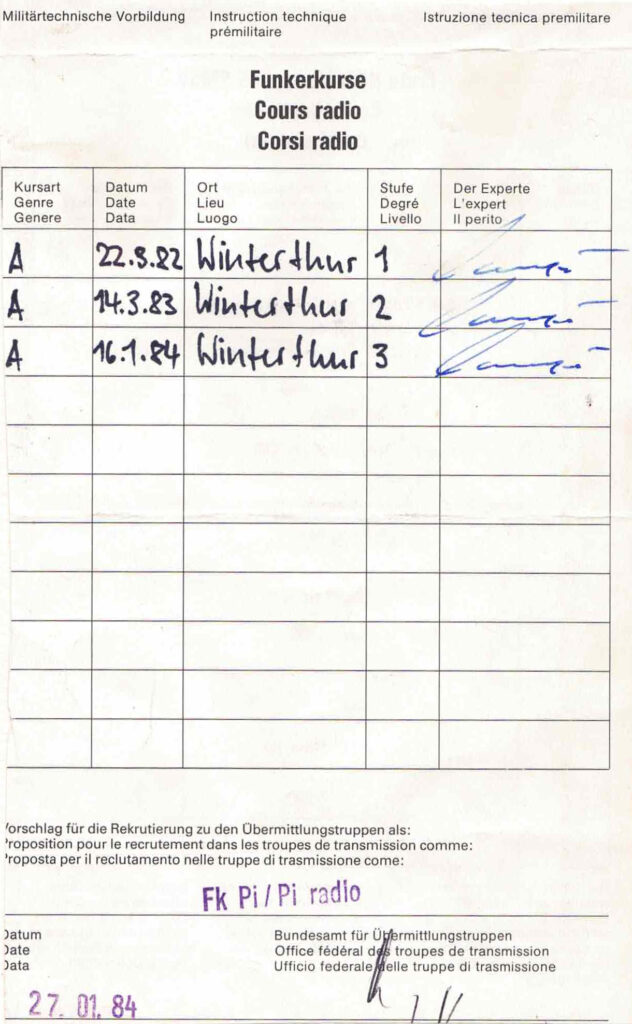 Militärtechnische Vorbildung Instruction technique prémilitaire Istruzione tecnica premilitare
Funkerkurse
Cours radio
Corsi radio
Kursart Datum Ort Stufe Der Experte
Genre Date Lieu Degré L'expert
Genere Data Luogo Livello Il perito
A 22.3.82 Winterthur 1
A 14.3.83 Winterthur 2
A 16.1.84 Winterthur 3
Vorschlag für die Rekrutierung zu den Übermittlungstruppen als:
Proposition pour le recrutement dans les troupes de transmission comme:
Proposta per il reclutamento nelle truppe di trasmissione come:
Fk Pi/Pi radio
Datum Bundesamt für Übermittlungstruppen
Date Office fédéral des troupes de transmission
Data Ufficio federale delle truppe di trasmissione
27. 01. 84